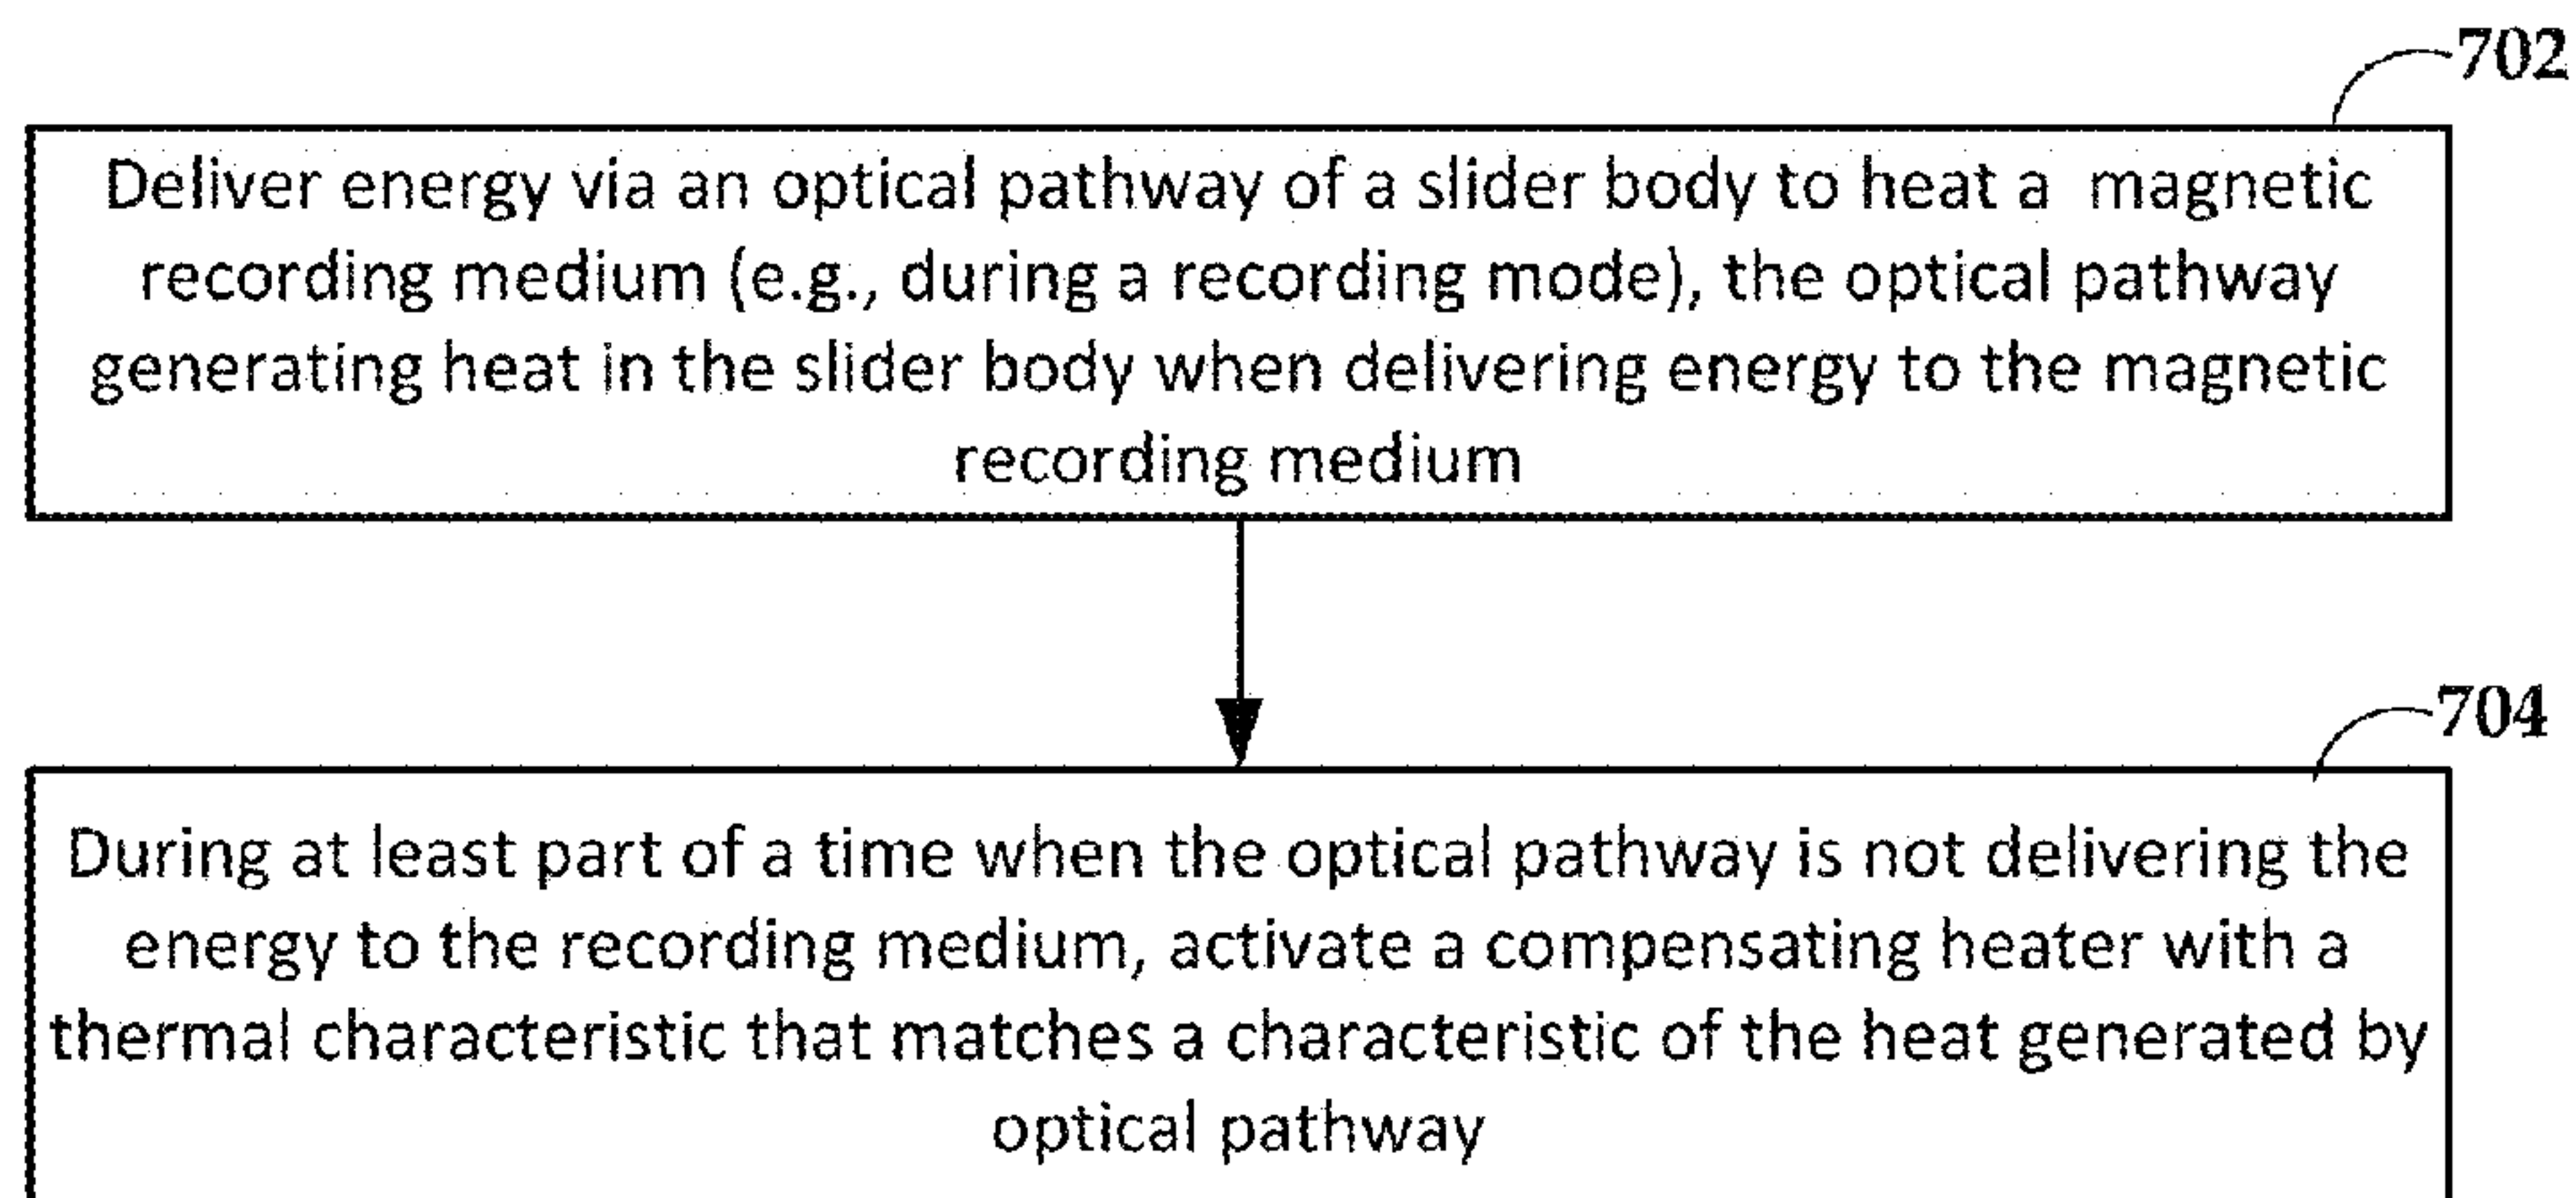 702
Deliver energy via an optical pathway of a slider body to heat a magnetic
recording medium (e.g., during a recording mode), the optical pathway
generating heat in the slider body when delivering energy to the magnetic
recording medium
704
During at least part of a time when the optical pathway is not delivering the
energy to the recording medium, activate a compensating heater with a
thermal characteristic that matches a characteristic of the heat generated by
optical pathway